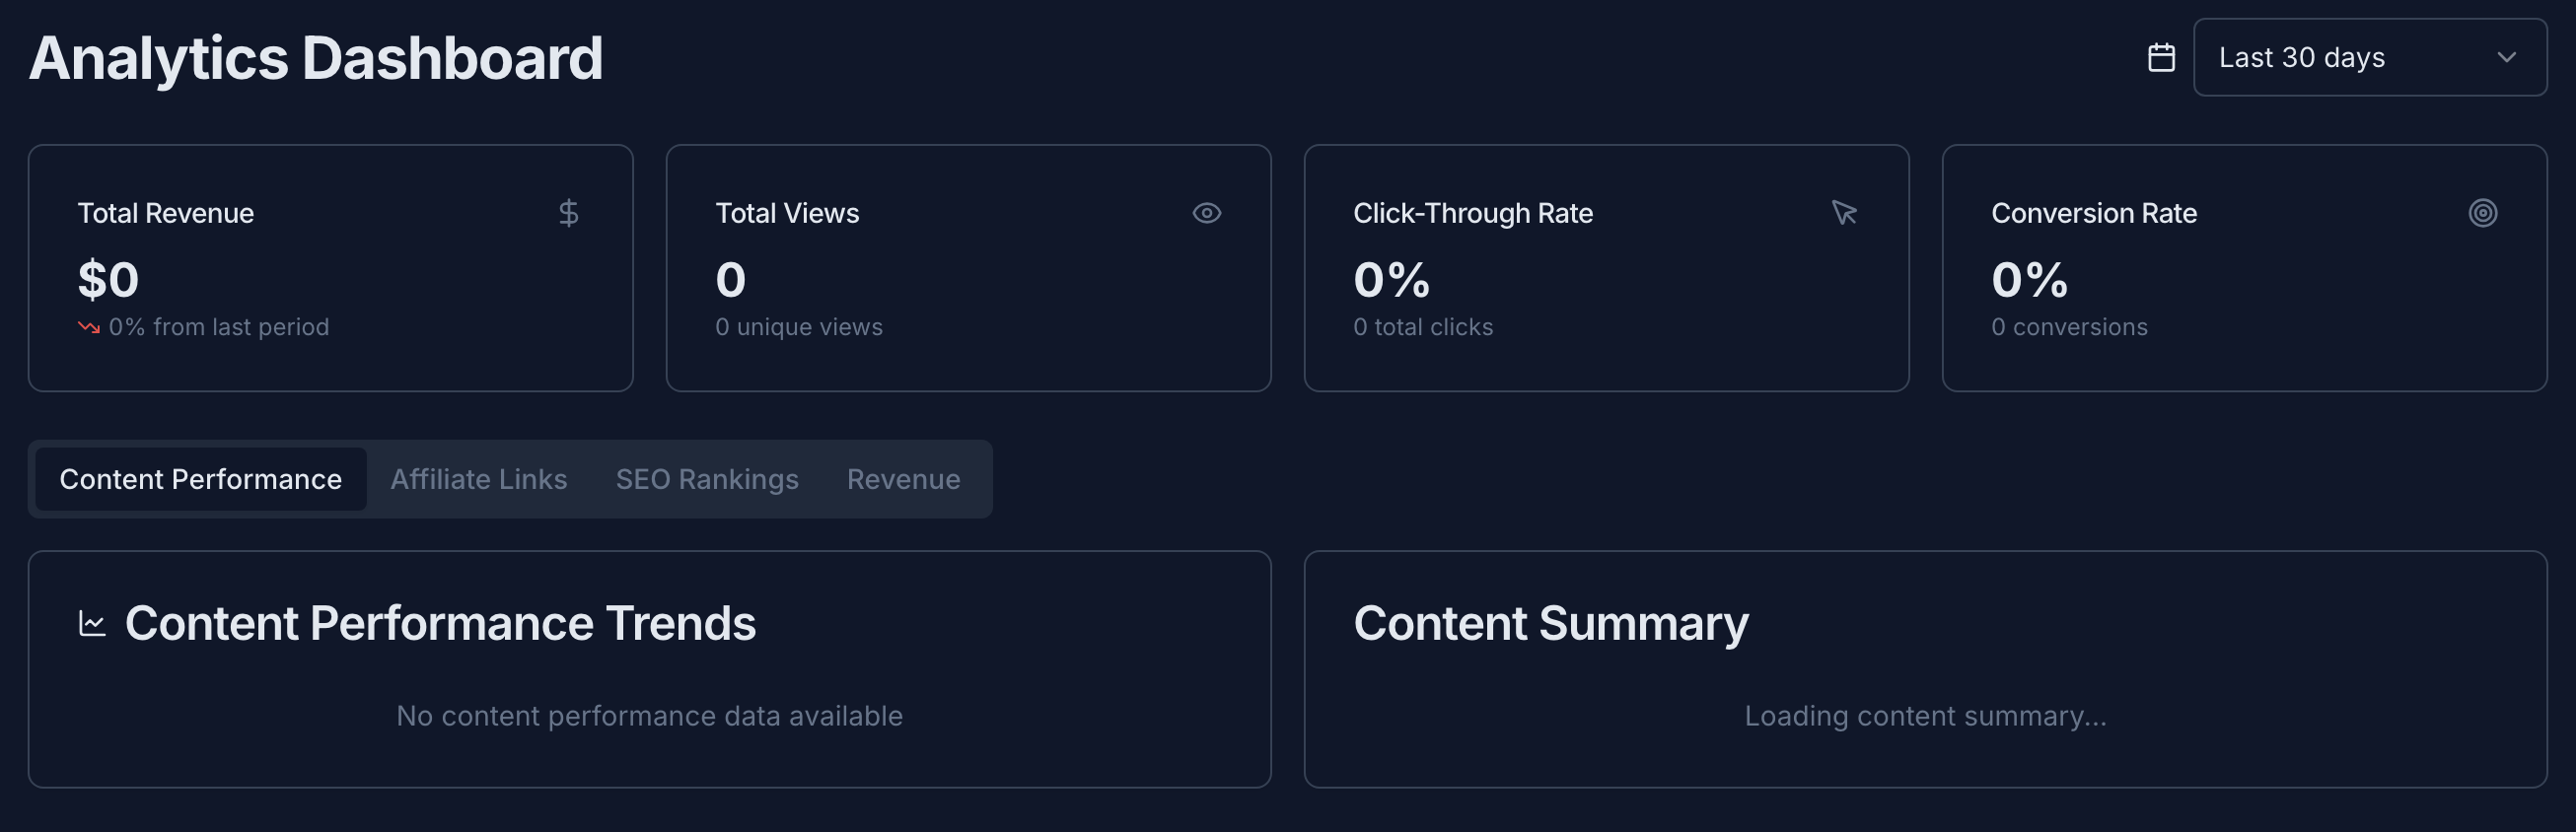 Analytics Dashboard
Last 30 days
Total Revenue
$0
0% from last period
Total Views
0
0 unique views
Click-Through Rate
0%
0 total clicks
Conversion Rate
0%
0 conversions
Content Performance
Affiliate Links
SEO Rankings
Revenue
Content Performance Trends
No content performance data available
Content Summary
Loading content summary...